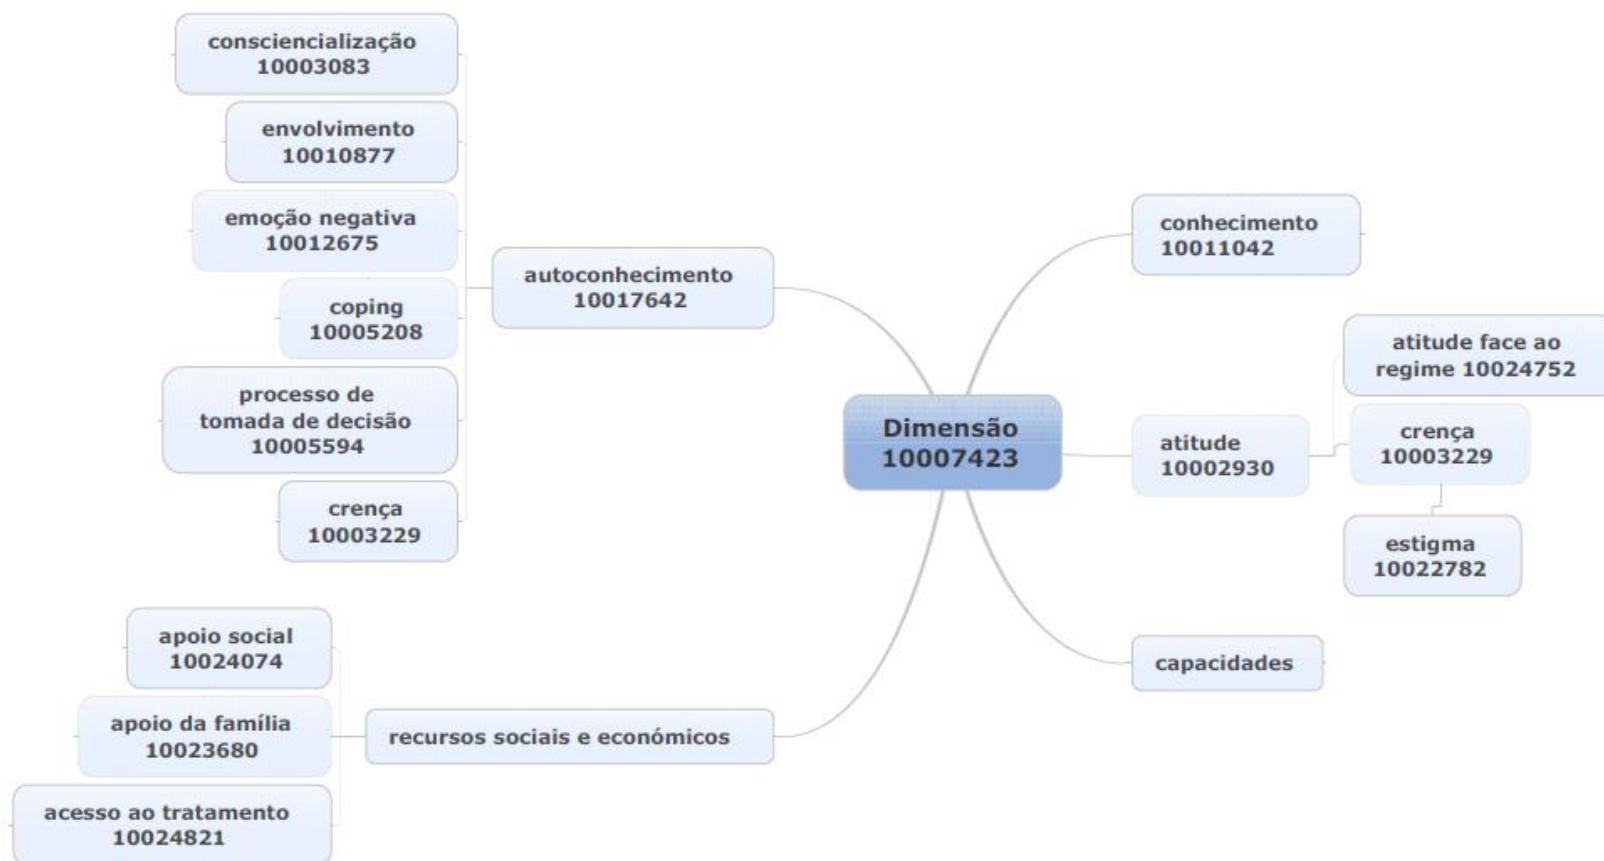 consciencialização
10003083
envolvimento
10010877
emoção negativa
10012675
coping
10005208
processo de
tomada de decisão
10005594
crença
10003229
autoconhecimento
10017642
apoio social
10024074
apoio da família
10023680
acesso ao tratamento
10024821
recursos sociais e económicos
Dimensão
10007423
conhecimento
10011042
atitude
10002930
atitude face ao
regime 10024752
crença
10003229
estigma
10022782
capacidades